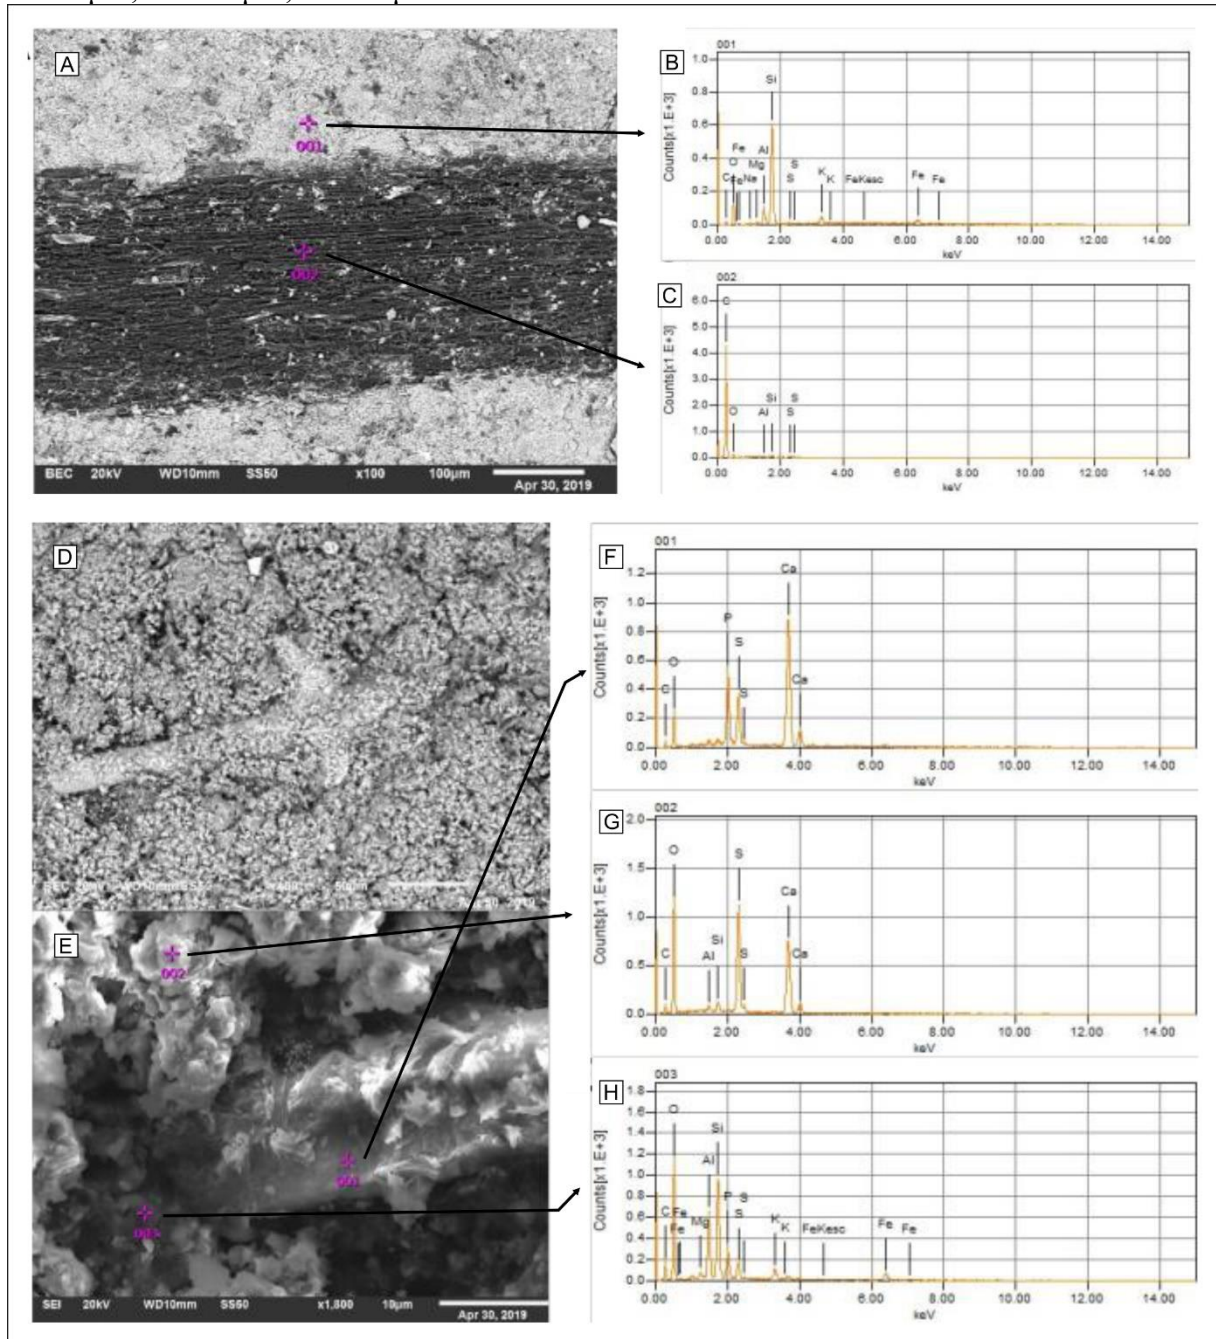 A
001
002
BEC 20kV WD10mm SS50 x100 100µm
Apr 30, 2019
B
001
Counts[x1.E+3]
1.0
0.8
0.6
0.4
0.2
0.0
C O Fe Fe Na Mg Al Si S S K K FeKesc Fe Fe
0.00 2.00 4.00 6.00 8.00 10.00 12.00 14.00
keV
C
002
Counts[x1.E+3]
6.0
5.0
4.0
3.0
2.0
1.0
0.0
C O Al Si S S
0.00 2.00 4.00 6.00 8.00 10.00 12.00 14.00
keV
D
50µm
E
002
001
003
SEI 20kV WD10mm SS50 x1,800 10µm
Apr 30, 2019
F
001
Counts[x1.E+3]
1.2
1.0
0.8
0.6
0.4
0.2
0.0
C O P S S Ca Ca
0.00 2.00 4.00 6.00 8.00 10.00 12.00 14.00
keV
G
002
Counts[x1.E+3]
2.0
1.5
1.0
0.5
0.0
C O Al Si S S Ca Ca
0.00 2.00 4.00 6.00 8.00 10.00 12.00 14.00
keV
H
003
Counts[x1.E+3]
1.8
1.6
1.4
1.2
1.0
0.8
0.6
0.4
0.2
0.0
C O Fe Fe Mg Al Si P S S K K FeKesc Fe Fe
0.00 2.00 4.00 6.00 8.00 10.00 12.00 14.00
keV